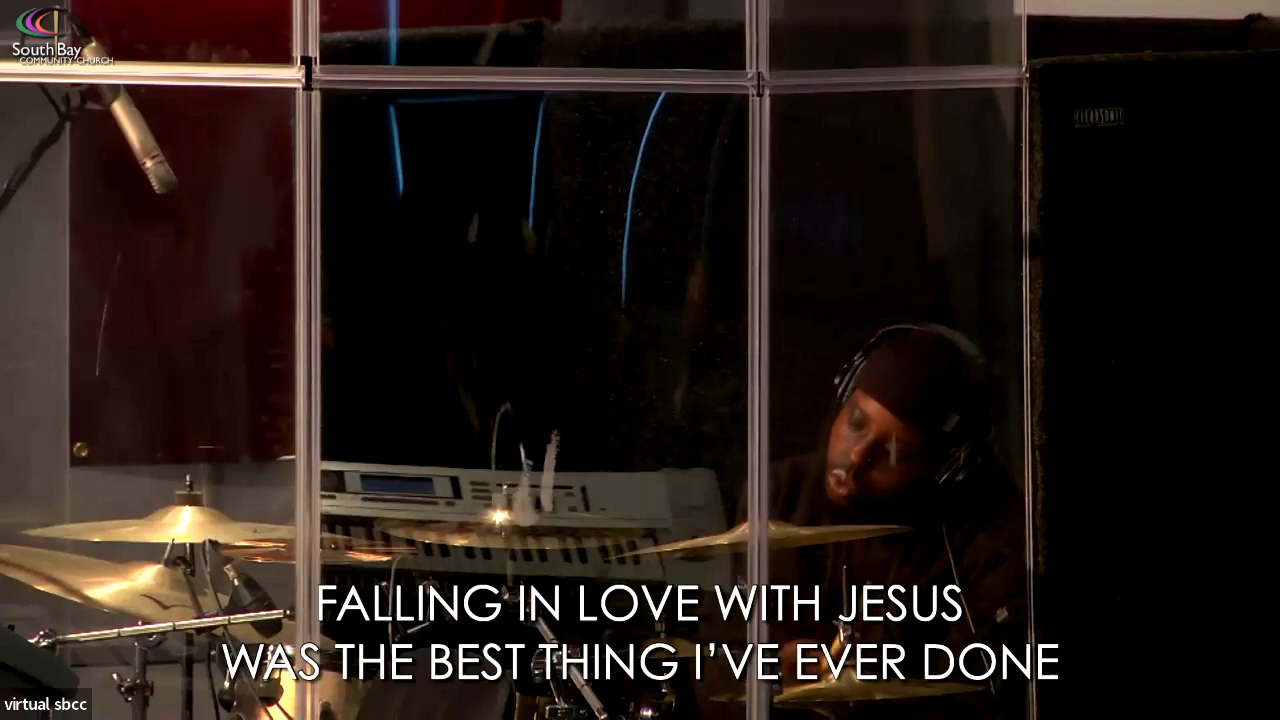 South Bay
COMMUNITY CHURCH
FALLING IN LOVE WITH JESUS
WAS THE BEST THING I’VE EVER DONE
virtual sbcc